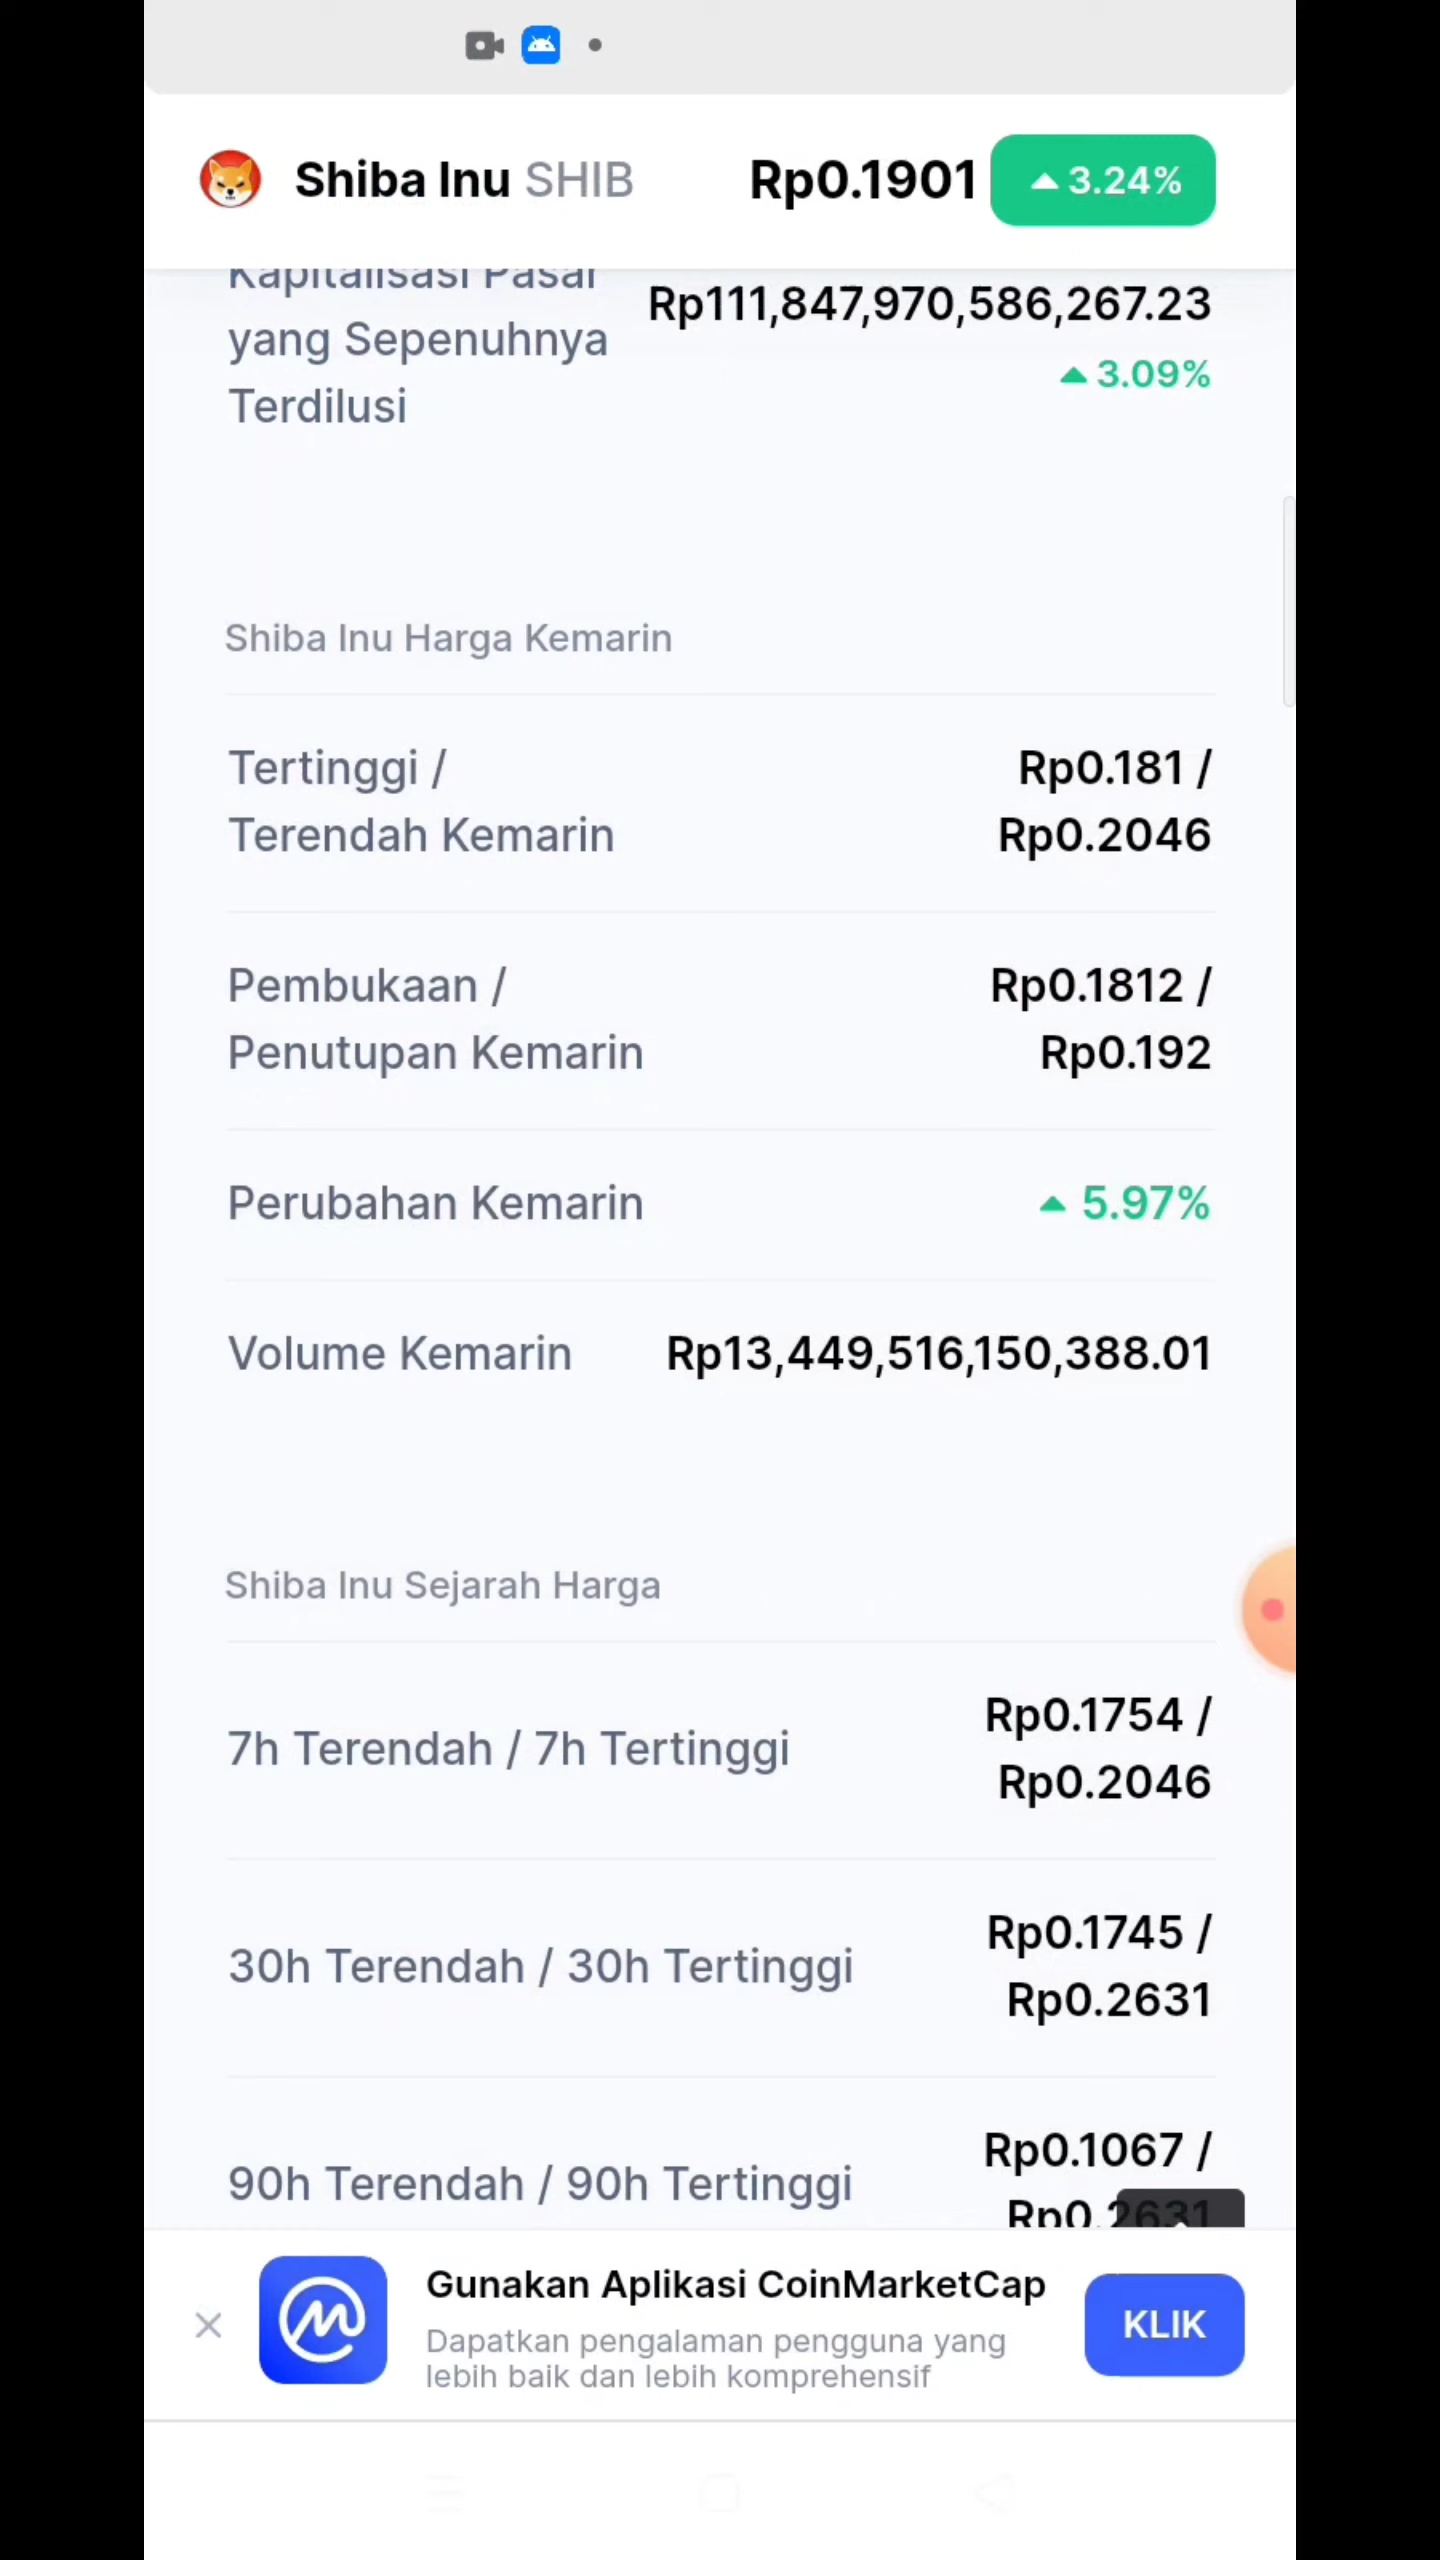 Shiba Inu SHIB Rp0.1901 3.24%
Kapitalisasi Pasar
yang Sepenuhnya
Terdilusi
Rp111,847,970,586,267.23
3.09%
Shiba Inu Harga Kemarin
Tertinggi /
Terendah Kemarin
Rp0.181 /
Rp0.2046
Pembukaan /
Penutupan Kemarin
Rp0.1812 /
Rp0.192
Perubahan Kemarin 5.97%
Volume Kemarin Rp13,449,516,150,388.01
Shiba Inu Sejarah Harga
7h Terendah / 7h Tertinggi
Rp0.1754 /
Rp0.2046
30h Terendah / 30h Tertinggi
Rp0.1745 /
Rp0.2631
90h Terendah / 90h Tertinggi
Rp0.1067 /
Rp0.2631
Gunakan Aplikasi CoinMarketCap
Dapatkan pengalaman pengguna yang
lebih baik dan lebih komprehensif
KLIK